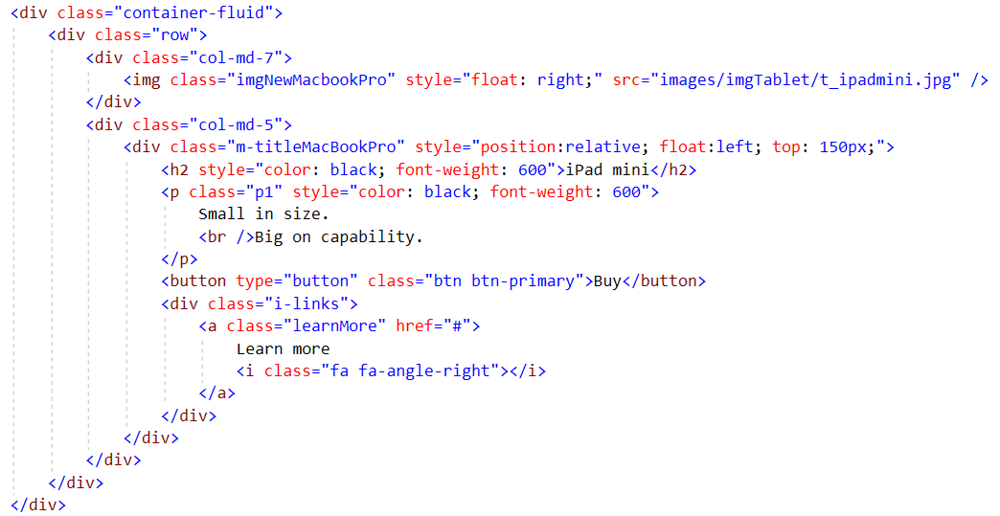 <div class="container-fluid">
    <div class="row">
        <div class="col-md-7">
            <img class="imgNewMacbookPro" style="float: right;" src="images/imgTablet/t_ipadmini.jpg" />
        </div>
        <div class="col-md-5">
            <div class="m-titleMacBookPro" style="position:relative; float:left; top: 150px;">
                <h2 style="color: black; font-weight: 600">iPad mini</h2>
                <p class="p1" style="color: black; font-weight: 600">
                    Small in size.
                    <br />Big on capability.
                </p>
                <button type="button" class="btn btn-primary">Buy</button>
                <div class="i-links">
                    <a class="learnMore" href="#">
                        Learn more
                        <i class="fa fa-angle-right"></i>
                    </a>
                </div>
            </div>
        </div>
    </div>
</div>